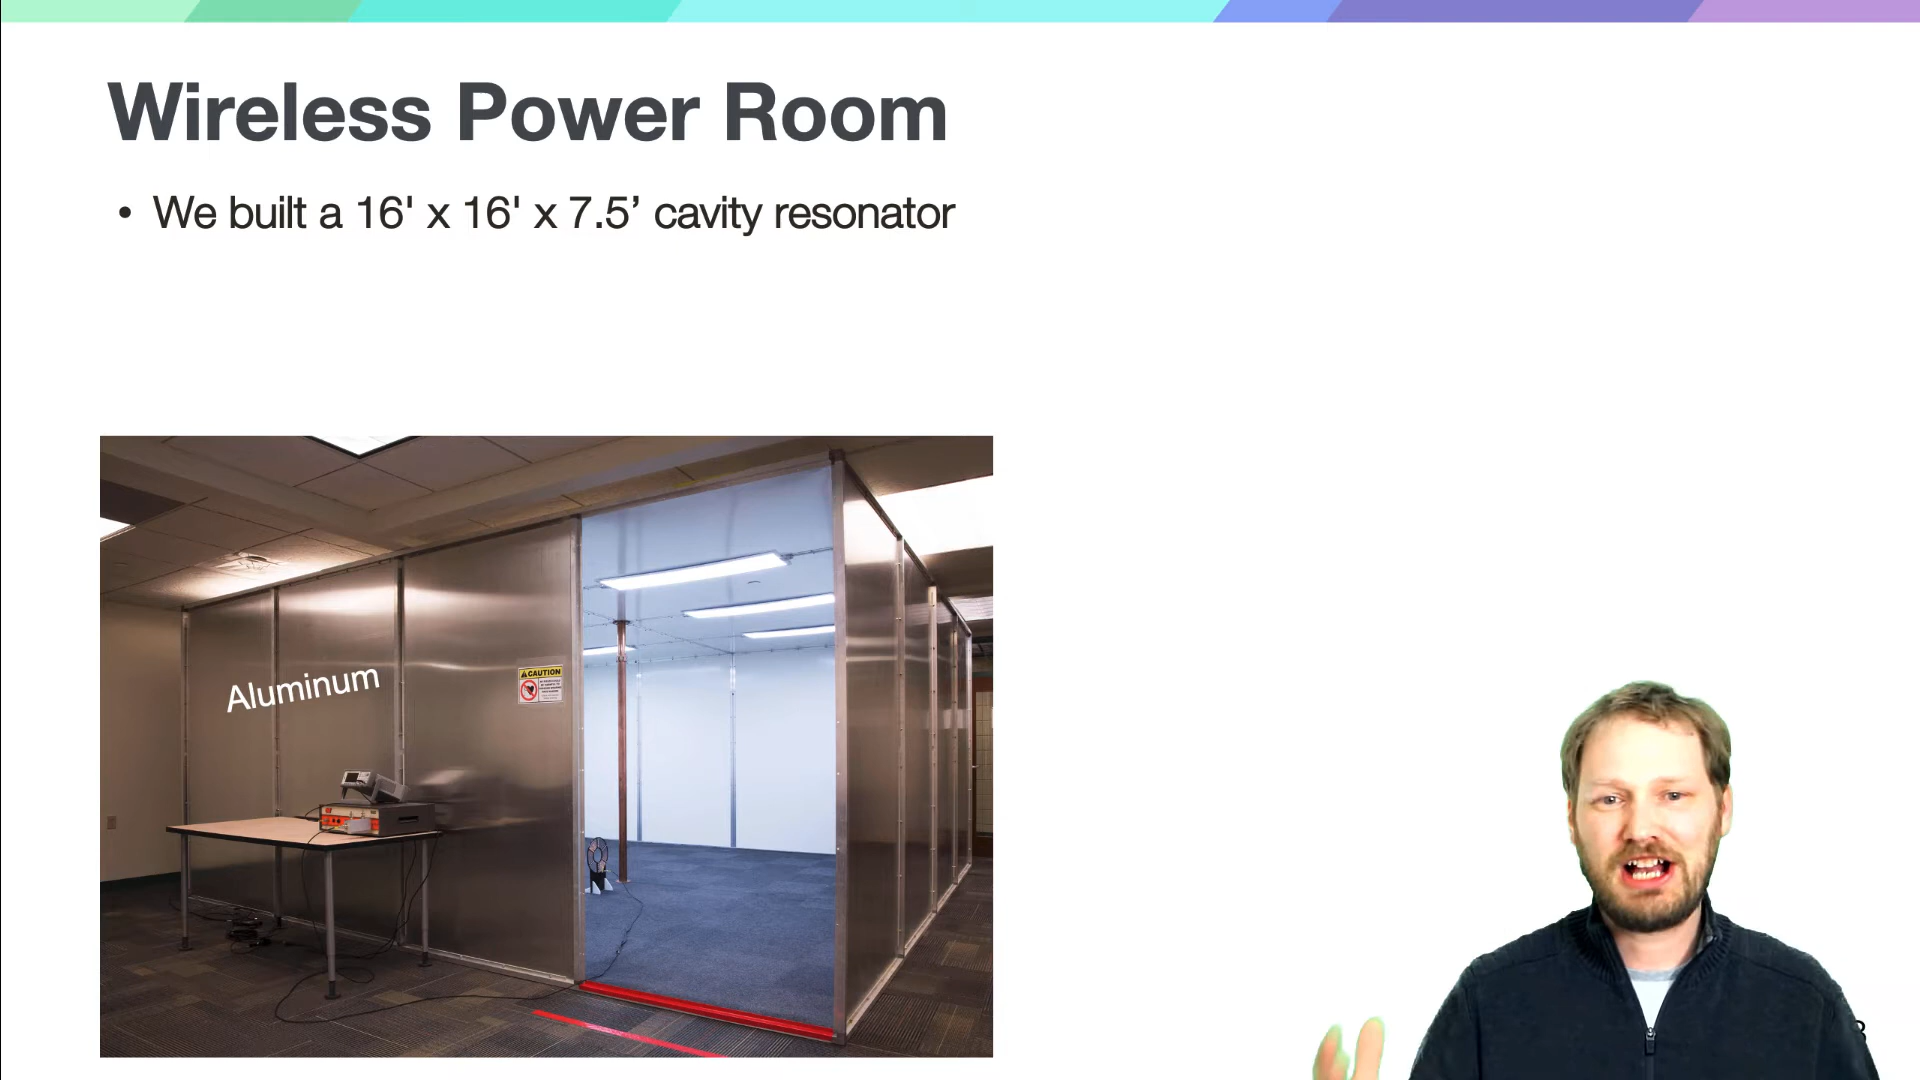 Wireless Power Room
• We built a 16' x 16' x 7.5’ cavity resonator
Aluminum
CAUTION